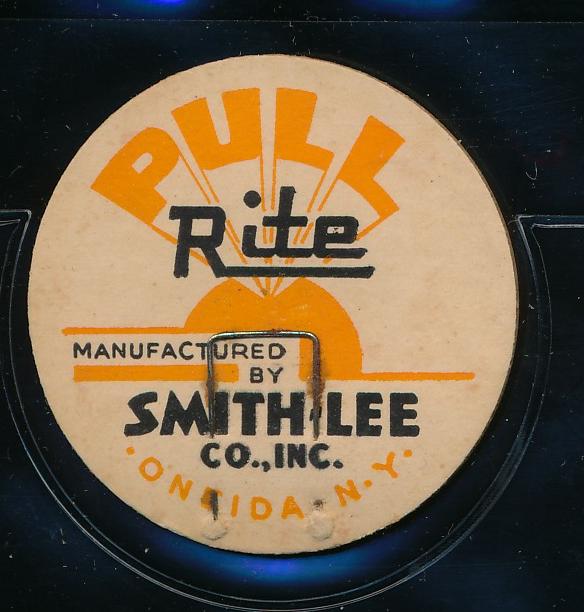 PULL
Rite
MANUFACTURED
BY
SMITH-LEE
CO., INC.
·ONEIDA, N.Y.·